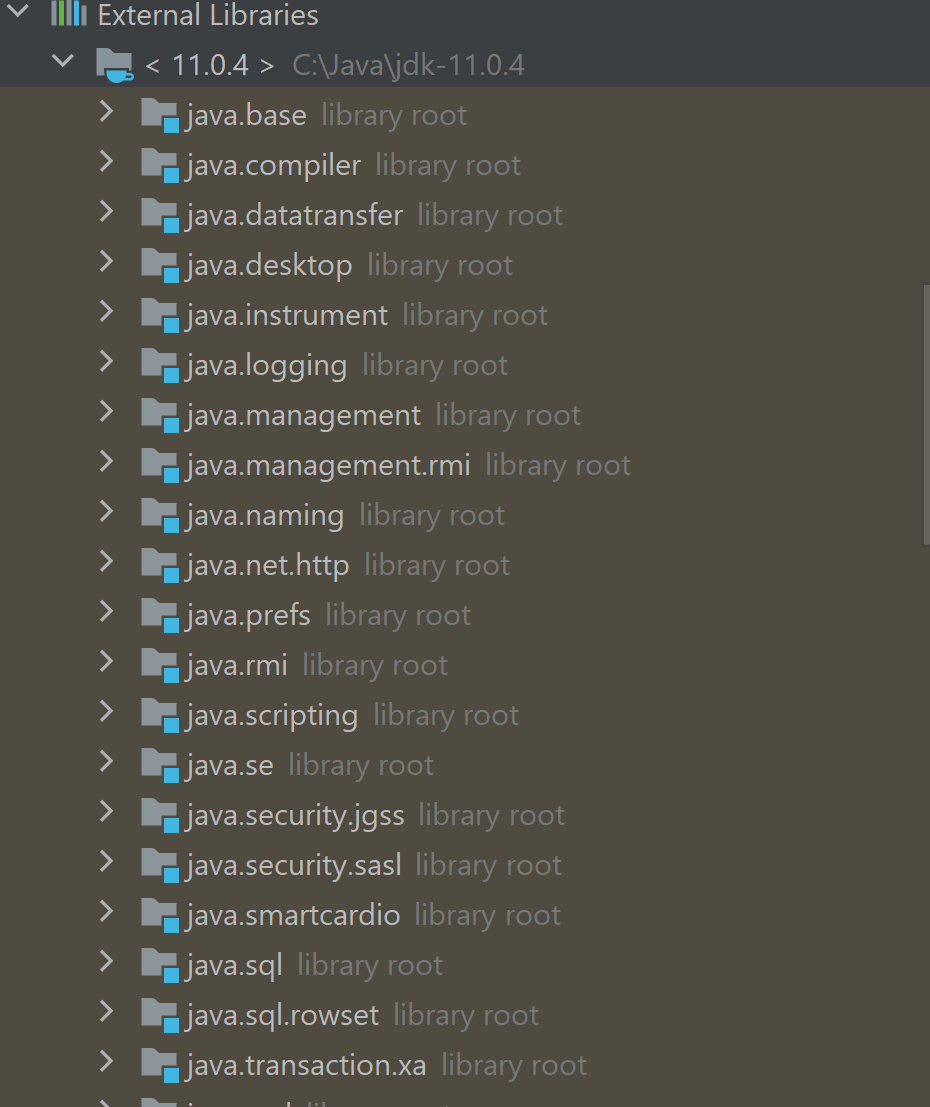 External Libraries
< 11.0.4 > C:\Java\jdk-11.0.4
java.base library root
java.compiler library root
java.datatransfer library root
java.desktop library root
java.instrument library root
java.logging library root
java.management library root
java.management.rmi library root
java.naming library root
java.net.http library root
java.prefs library root
java.rmi library root
java.scripting library root
java.se library root
java.security.jgss library root
java.security.sasl library root
java.smartcardio library root
java.sql library root
java.sql.rowset library root
java.transaction.xa library root